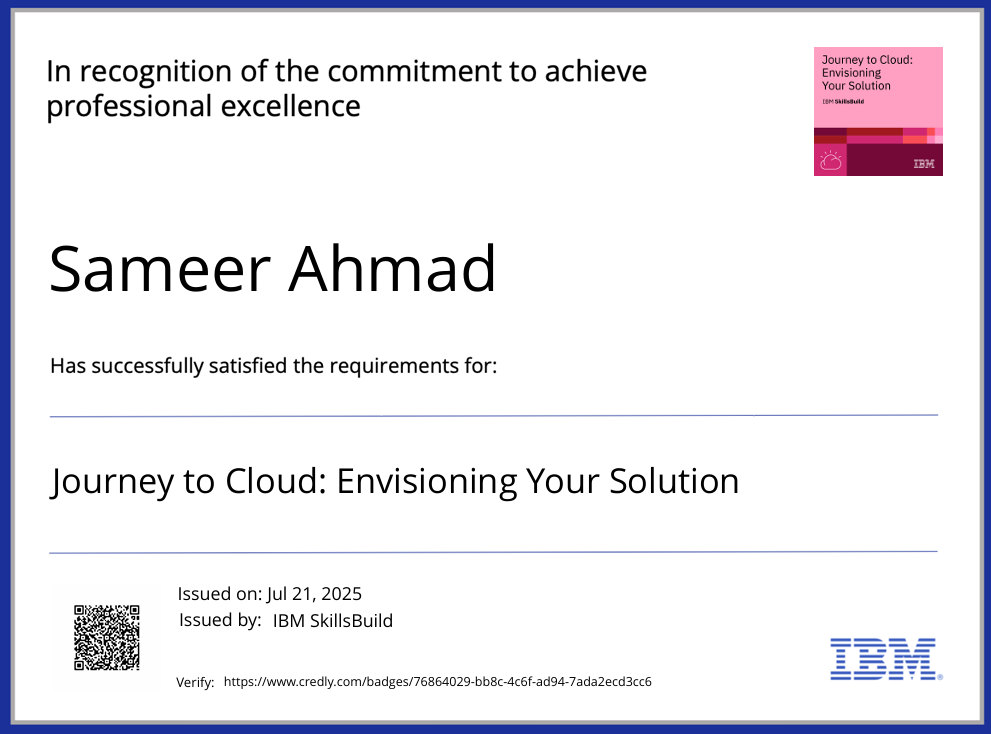 In recognition of the commitment to achieve
professional excellence
Journey to Cloud:
Envisioning
Your Solution
IBM SkillsBuild
IBM
Sameer Ahmad
Has successfully satisfied the requirements for:
Journey to Cloud: Envisioning Your Solution
Issued on: Jul 21, 2025
Issued by: IBM SkillsBuild
Verify: https://www.credly.com/badges/76864029-bb8c-4c6f-ad94-7ada2ecd3cc6
IBM®